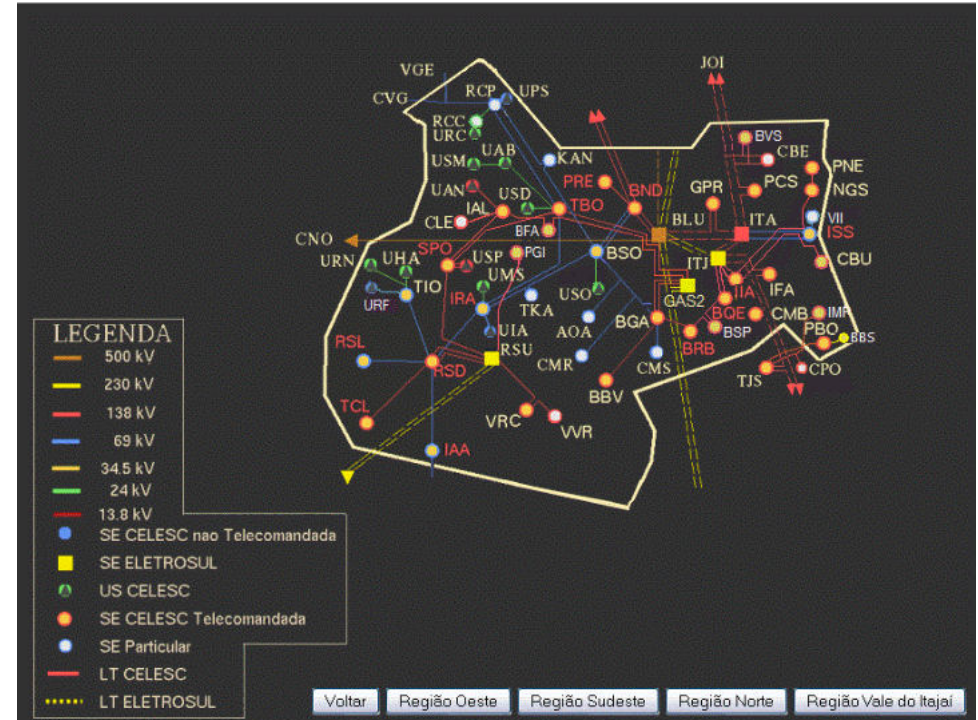 JOI
VGE
CVG
RCP
UPS
RCC
URC
BVS
CBE
USM
UAB
KAN
PNE
UAN
USD
PRE
BND
GPR
PCS
NGS
IAL
TBO
CLE
BFA
BLU
ITA
VII
ISS
CNO
SPO
PGI
BSO
ITJ
CBU
URN
UHA
USP
UMS
TIO
URF
IRA
USO
GAS2
IIA
IFA
TKA
UIA
AOA
BGA
BQE
CMB
IMR
BSP
PBO
BBS
RSL
RSD
RSU
CMR
CMS
BRB
TJS
CPO
BBV
TCL
VRC
VVR
IAA
LEGENDA
500 kV
230 kV
138 kV
69 kV
34.5 kV
24 kV
13.8 kV
SE CELESC nao Telecomandada
SE ELETROSUL
US CELESC
SE CELESC Telecomandada
SE Particular
LT CELESC
LT ELETROSUL
Voltar
Região Oeste
Região Sudeste
Região Norte
Região Vale do Itajaí